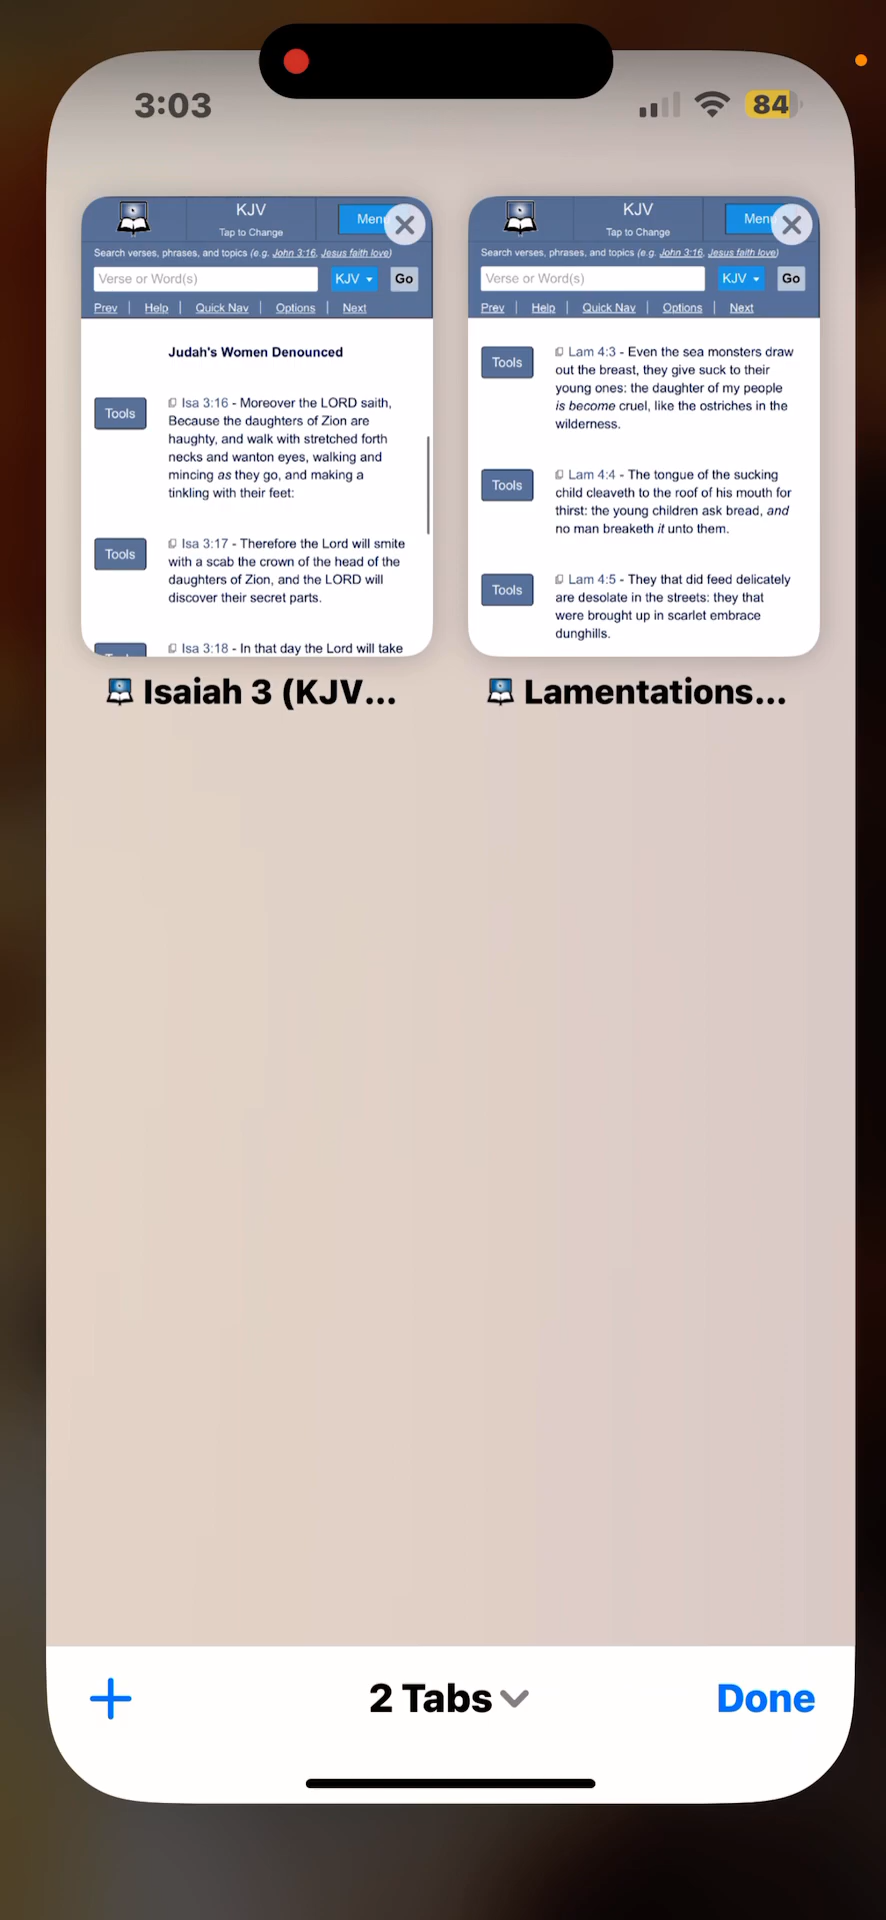 3:03
84
KJV
Tap to Change
Menu
Search verses, phrases, and topics (e.g. John 3:16, Jesus faith love)
Verse or Word(s)
KJV
Go
Prev | Help | Quick Nav | Options | Next
Judah's Women Denounced
Tools
Isa 3:16 - Moreover the LORD saith,
Because the daughters of Zion are
haughty, and walk with stretched forth
necks and wanton eyes, walking and
mincing as they go, and making a
tinkling with their feet:
Tools
Isa 3:17 - Therefore the Lord will smite
with a scab the crown of the head of the
daughters of Zion, and the LORD will
discover their secret parts.
Isa 3:18 - In that day the Lord will take
Isaiah 3 (KJV...
KJV
Tap to Change
Menu
Search verses, phrases, and topics (e.g. John 3:16, Jesus faith love)
Verse or Word(s)
KJV
Go
Prev | Help | Quick Nav | Options | Next
Tools
Lam 4:3 - Even the sea monsters draw
out the breast, they give suck to their
young ones: the daughter of my people
is become cruel, like the ostriches in the
wilderness.
Tools
Lam 4:4 - The tongue of the sucking
child cleaveth to the roof of his mouth for
thirst: the young children ask bread, and
no man breaketh it unto them.
Tools
Lam 4:5 - They that did feed delicately
are desolate in the streets: they that
were brought up in scarlet embrace
dunghills.
Lamentations...
2 Tabs
Done